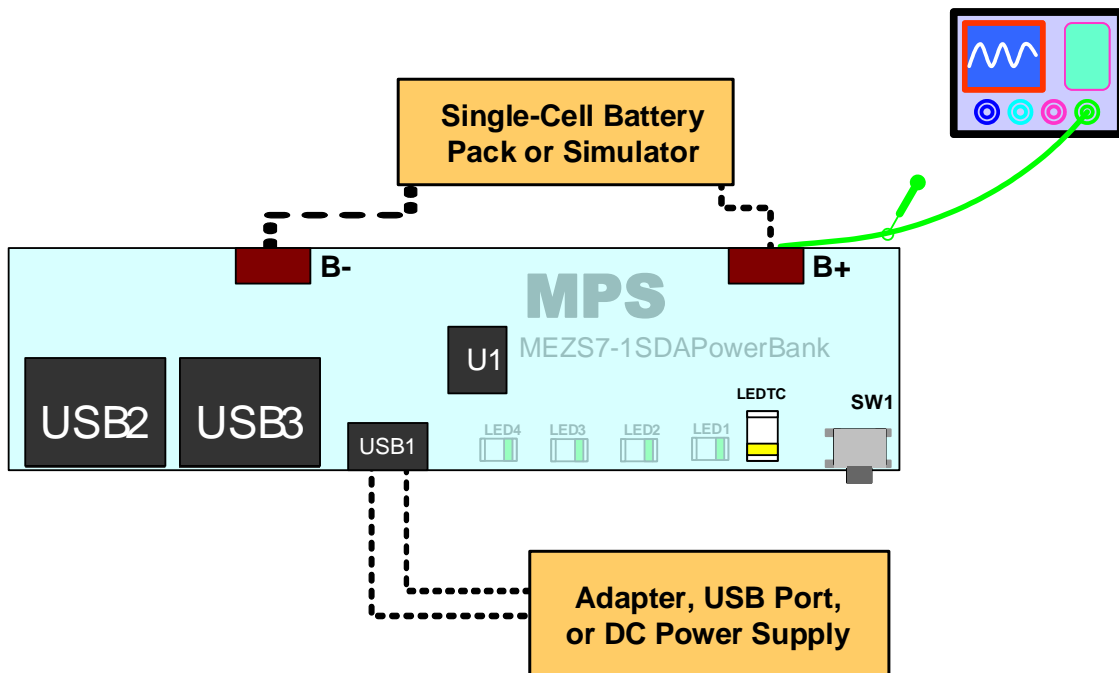 Single-Cell Battery
Pack or Simulator
B-
B+
MPS
MEZS7-1SDAPowerBank
U1
USB2
USB3
USB1
LED4
LED3
LED2
LED1
LEDTC
SW1
Adapter, USB Port,
or DC Power Supply